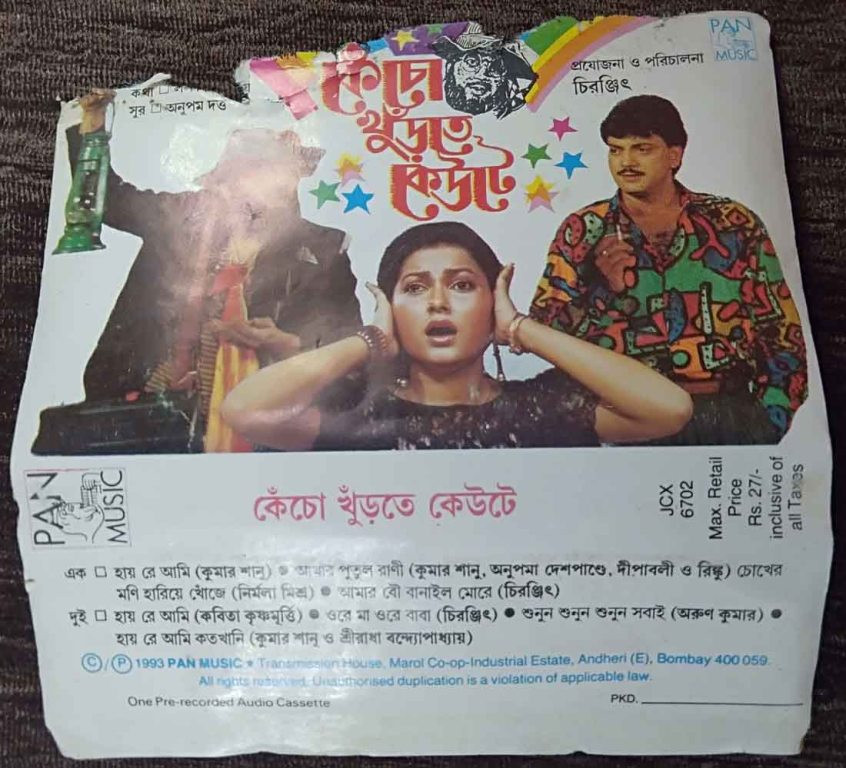 কথা
সুর □ অনুপম দত্ত
কেঁচো
খুঁড়তে
কেউটে
প্রযোজনা ও পরিচালনা
চিরঞ্জিৎ
PAN
MUSIC
PAN
MUSIC
কেঁচো খুঁড়তে কেউটে
JCX
6702
Max. Retail
Price
Rs. 27/-
inclusive of
all Taxes
এক □ হায় রে আমি (কুমার শানু) ● আমার পুতুল রাণী (কুমার শানু, অনুপমা দেশপাণ্ডে, দীপাবলী ও রিঙ্কু) চোখের
মণি হারিয়ে খোঁজে (নির্মলা মিশ্র) ● আমার বৌ বানাইল মোরে (চিরঞ্জিৎ)
দুই □ হায় রে আমি (কবিতা কৃষ্ণমূর্ত্তি) ● ওরে মা ওরে বাবা (চিরঞ্জিৎ) ● শুনুন শুনুন শুনুন সবাই (অরুণ কুমার) ●
হায় রে আমি কতখানি (কুমার শানু ও শ্রীরাধা বন্দ্যোপাধ্যায়)
©/℗ 1993 PAN MUSIC ★ Transmission House, Marol Co-op-Industrial Estate, Andheri (E), Bombay 400 059.
All rights reserved. Unauthorised duplication is a violation of applicable law.
One Pre-recorded Audio Cassette
PKD.